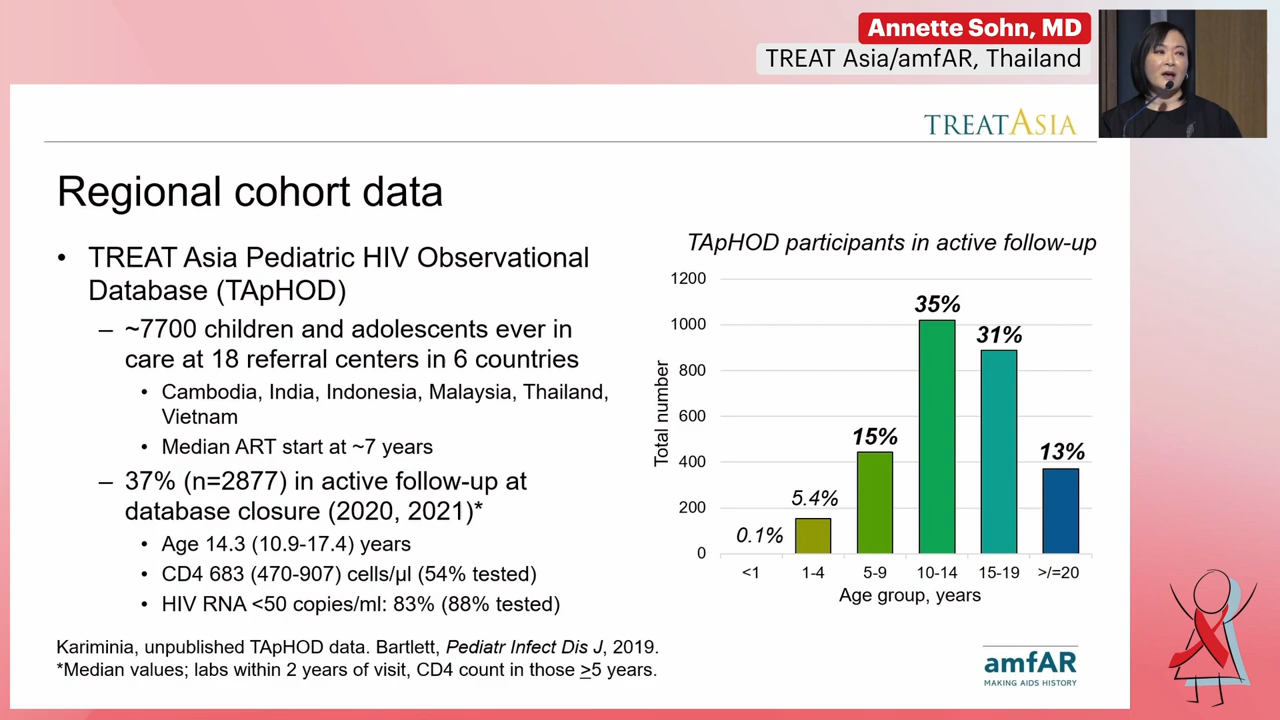 Annette Sohn, MD
TREAT Asia/amfAR, Thailand
TREATASIA
Regional cohort data
• TREAT Asia Pediatric HIV Observational
Database (TApHOD)
– ~7700 children and adolescents ever in
care at 18 referral centers in 6 countries
• Cambodia, India, Indonesia, Malaysia, Thailand,
Vietnam
• Median ART start at ~7 years
– 37% (n=2877) in active follow-up at
database closure (2020, 2021)*
• Age 14.3 (10.9-17.4) years
• CD4 683 (470-907) cells/µl (54% tested)
• HIV RNA <50 copies/ml: 83% (88% tested)
Kariminia, unpublished TApHOD data. Bartlett, Pediatr Infect Dis J, 2019.
*Median values; labs within 2 years of visit, CD4 count in those >5 years.
TApHOD participants in active follow-up
Total number
1200
1000
800
600
400
200
0
0.1%
5.4%
15%
35%
31%
13%
<1 1-4 5-9 10-14 15-19 >/=20
Age group, years
amfAR
MAKING AIDS HISTORY